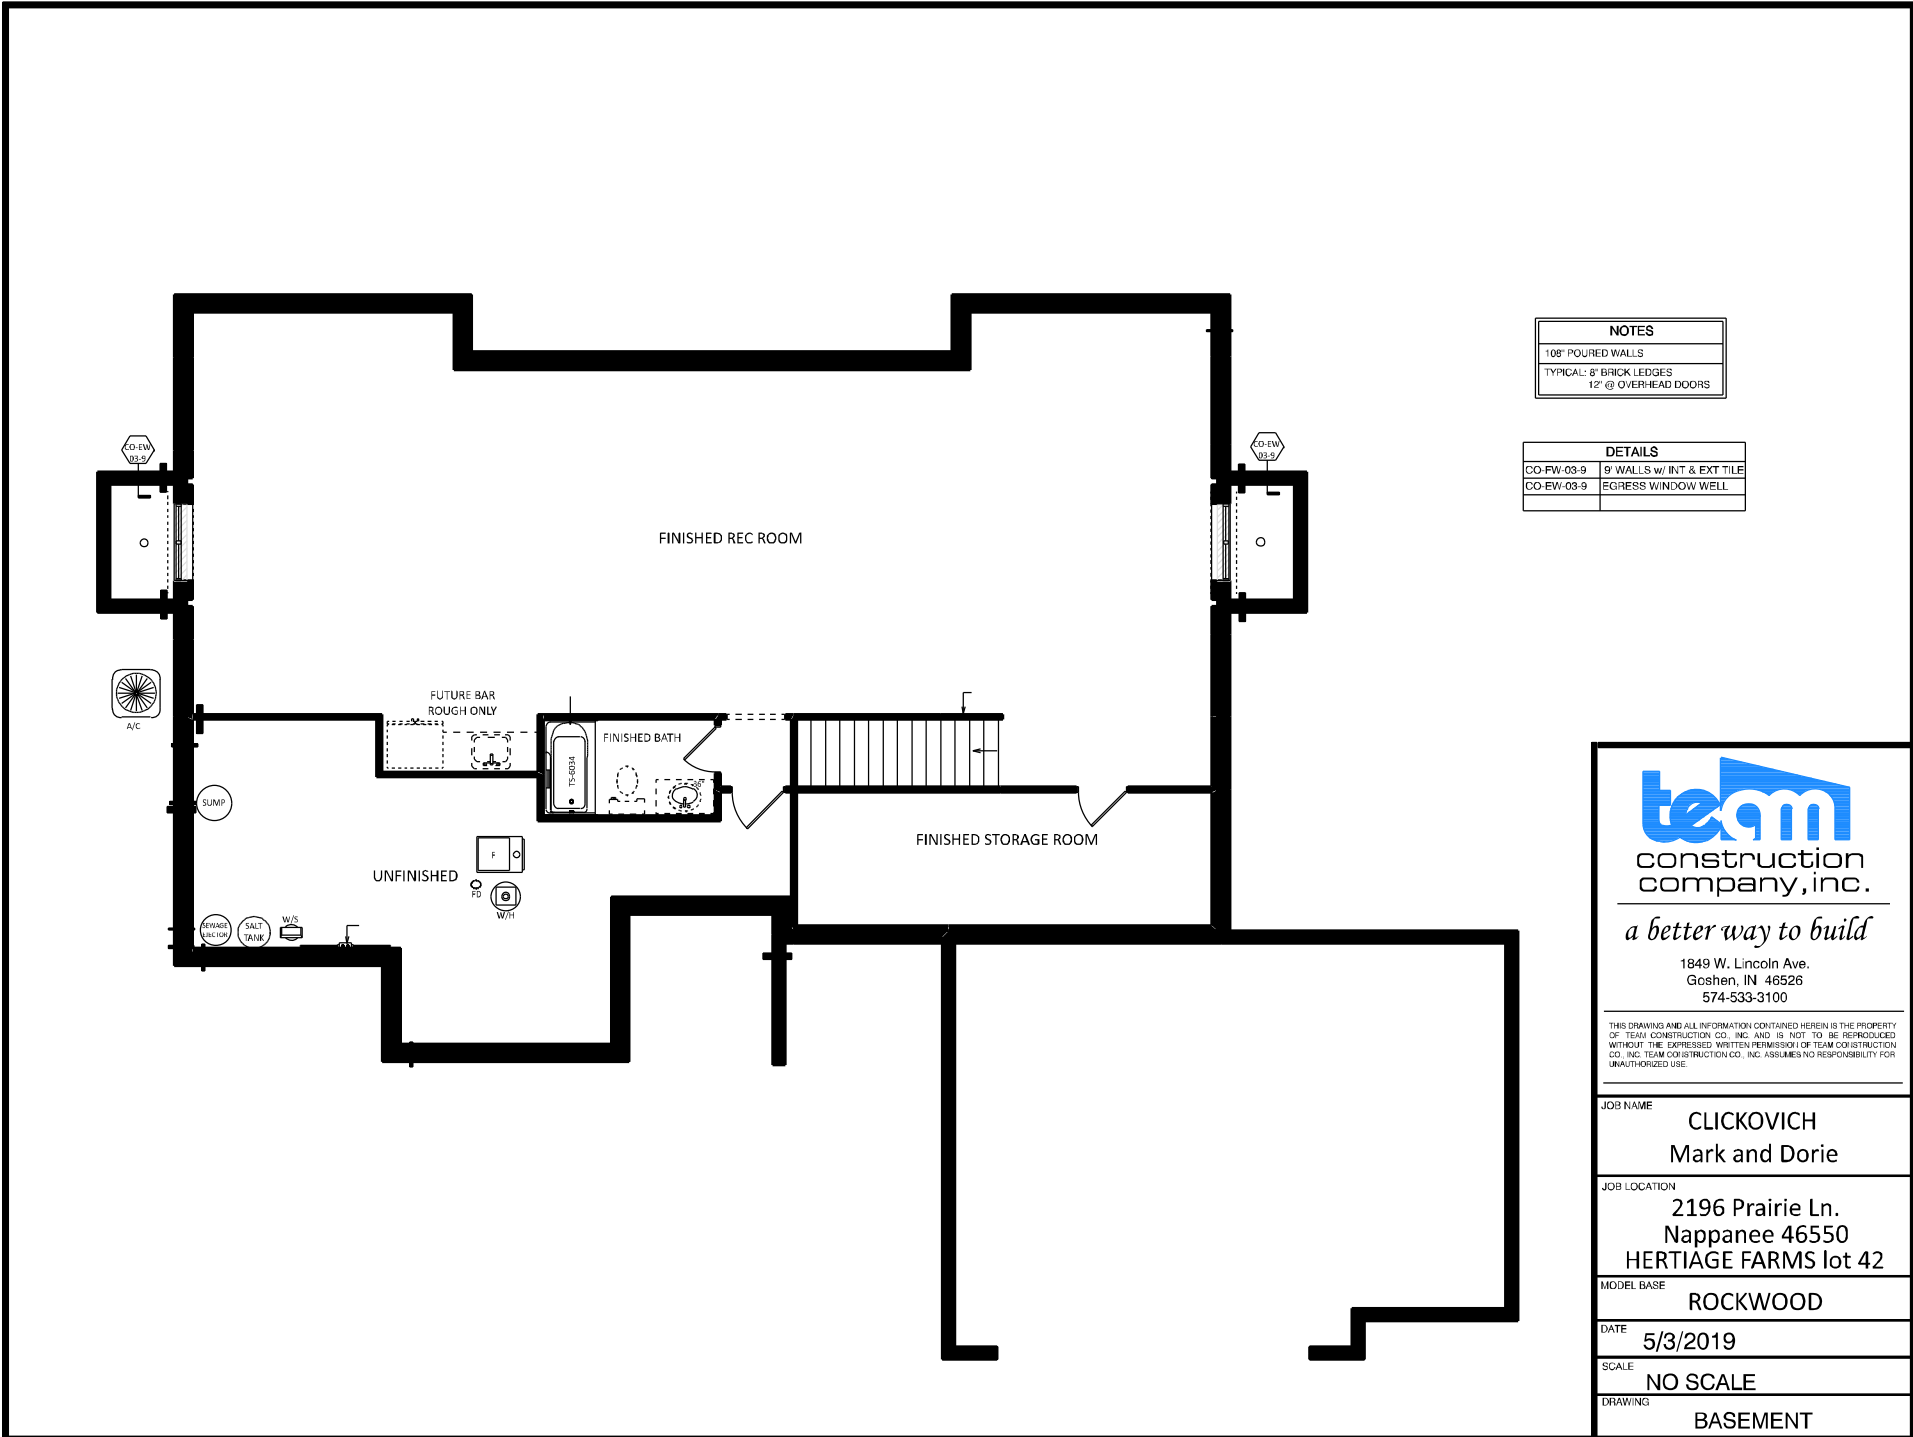 NOTES
108" POURED WALLS
TYPICAL: 8" BRICK LEDGES
12" @ OVERHEAD DOORS
CO-EW
03-9
CO-EW
03-9
DETAILS
CO-FW-03-9 9' WALLS w/ INT & EXT TILE
CO-EW-03-9 EGRESS WINDOW WELL
FINISHED REC ROOM
A/C
FUTURE BAR
ROUGH ONLY
FINISHED BATH
TS-6034
36"
SUMP
FINISHED STORAGE ROOM
F
UNFINISHED
FD
W/H
SEWAGE
EJECTOR
SALT
TANK
W/S
team
construction
company,inc.
a better way to build
1849 W. Lincoln Ave.
Goshen, IN 46526
574-533-3100
THIS DRAWING AND ALL INFORMATION CONTAINED HEREIN IS THE PROPERTY
OF TEAM CONSTRUCTION CO., INC. AND IS NOT TO BE REPRODUCED
WITHOUT THE EXPRESSED WRITTEN PERMISSION OF TEAM CONSTRUCTION
CO., INC. TEAM CONSTRUCTION CO., INC. ASSUMES NO RESPONSIBILITY FOR
UNAUTHORIZED USE.
JOB NAME
CLICKOVICH
Mark and Dorie
JOB LOCATION
2196 Prairie Ln.
Nappanee 46550
HERTIAGE FARMS lot 42
MODEL BASE
ROCKWOOD
DATE
5/3/2019
SCALE
NO SCALE
DRAWING
BASEMENT